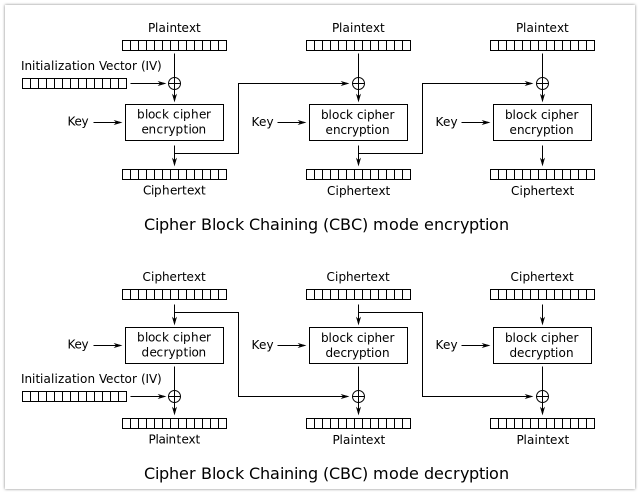 Plaintext Plaintext Plaintext
Initialization Vector (IV)
Key block cipher encryption Key block cipher encryption Key block cipher encryption
Ciphertext Ciphertext Ciphertext
Cipher Block Chaining (CBC) mode encryption
Ciphertext Ciphertext Ciphertext
Key block cipher decryption Key block cipher decryption Key block cipher decryption
Initialization Vector (IV)
Plaintext Plaintext Plaintext
Cipher Block Chaining (CBC) mode decryption